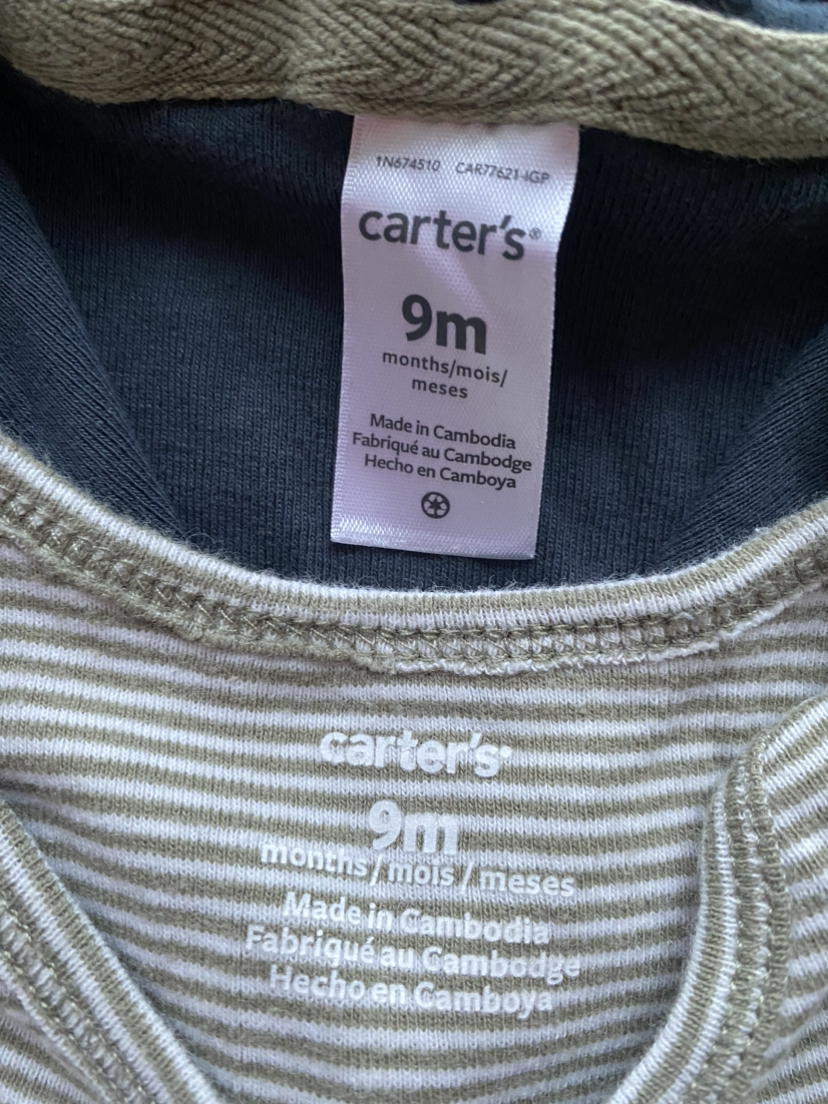 1N674510 CAR77621-IGP
carter's®
9m
months/mois/
meses
Made in Cambodia
Fabriqué au Cambodge
Hecho en Camboya
carter's
9m
months/mois/meses
Made in Cambodia
Fabriqué au Cambodge
Hecho en Camboya